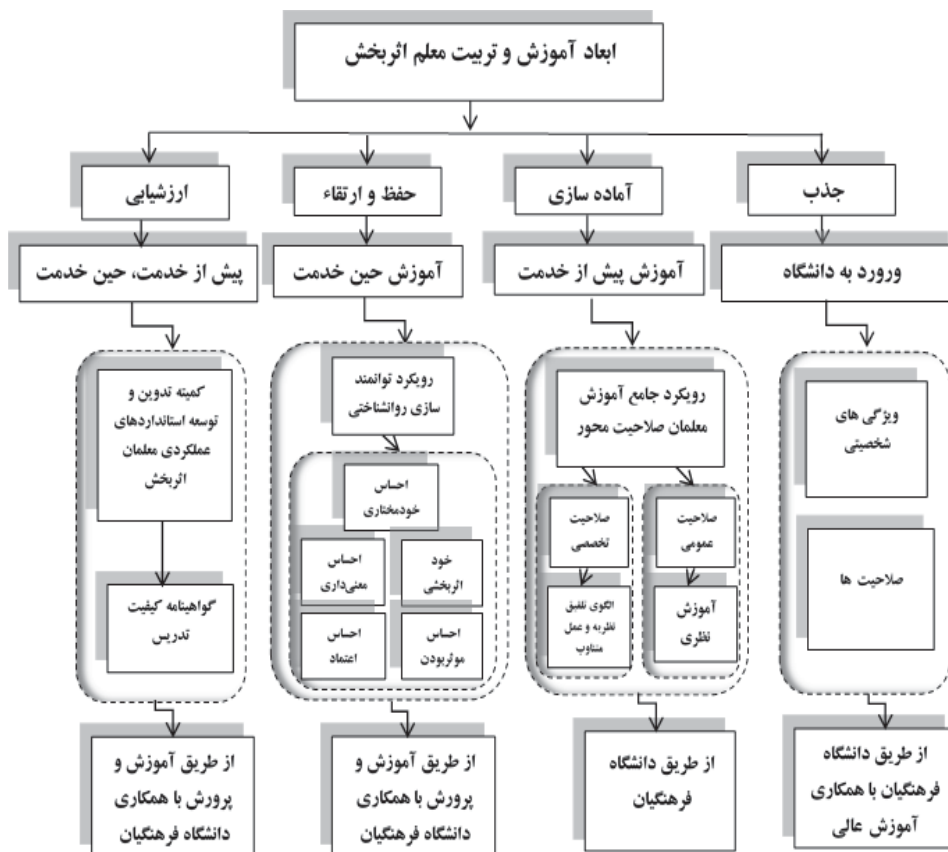 ابعاد آموزش و تربیت معلم اثربخش
جذب
آماده سازی
حفظ و ارتقاء
ارزشیابی
ورورد به دانشگاه
آموزش پیش از خدمت
آموزش حین خدمت
پیش از خدمت، حین خدمت
ویژگی های
شخصیتی
صلاحیت ها
رویکرد جامع آموزش
معلمان صلاحیت محور
صلاحیت
عمومی
آموزش
نظری
صلاحیت
تخصصی
الگوی تلفیق
نظریه و عمل
متناوب
رویکرد توانمند
سازی روانشناختی
احساس
خودمختاری
خود
اثربخشی
احساس
معنی‌داری
احساس
موثربودن
احساس
اعتماد
کمیته تدوین و
توسعه استانداردهای
عملکردی معلمان
اثربخش
گواهینامه کیفیت
تدریس
از طریق دانشگاه
فرهنگیان با همکاری
آموزش عالی
از طریق دانشگاه
فرهنگیان
از طریق آموزش و
پرورش با همکاری
دانشگاه فرهنگیان
از طریق آموزش و
پرورش با همکاری
دانشگاه فرهنگیان